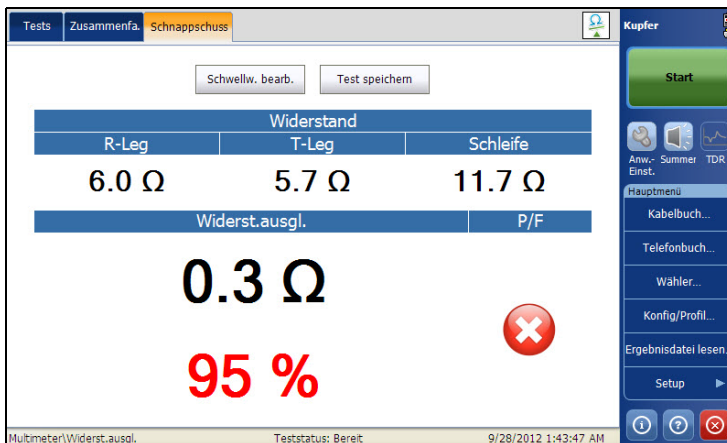 Tests Zusammenfa. Schnappschuss
Ω
Kupfer
Schwellw. bearb. Test speichern
Start
Widerstand
R-Leg T-Leg Schleife
6.0 Ω 5.7 Ω 11.7 Ω
Widerst.ausgl. P/F
0.3 Ω
95 %
Anw.- Summer TDR
Einst.
Hauptmenü
Kabelbuch...
Telefonbuch...
Wähler...
Konfig/Profil...
Ergebnisdatei lesen.
Setup
Multimeter\Widerst.ausgl. Teststatus: Bereit 9/28/2012 1:43:47 AM